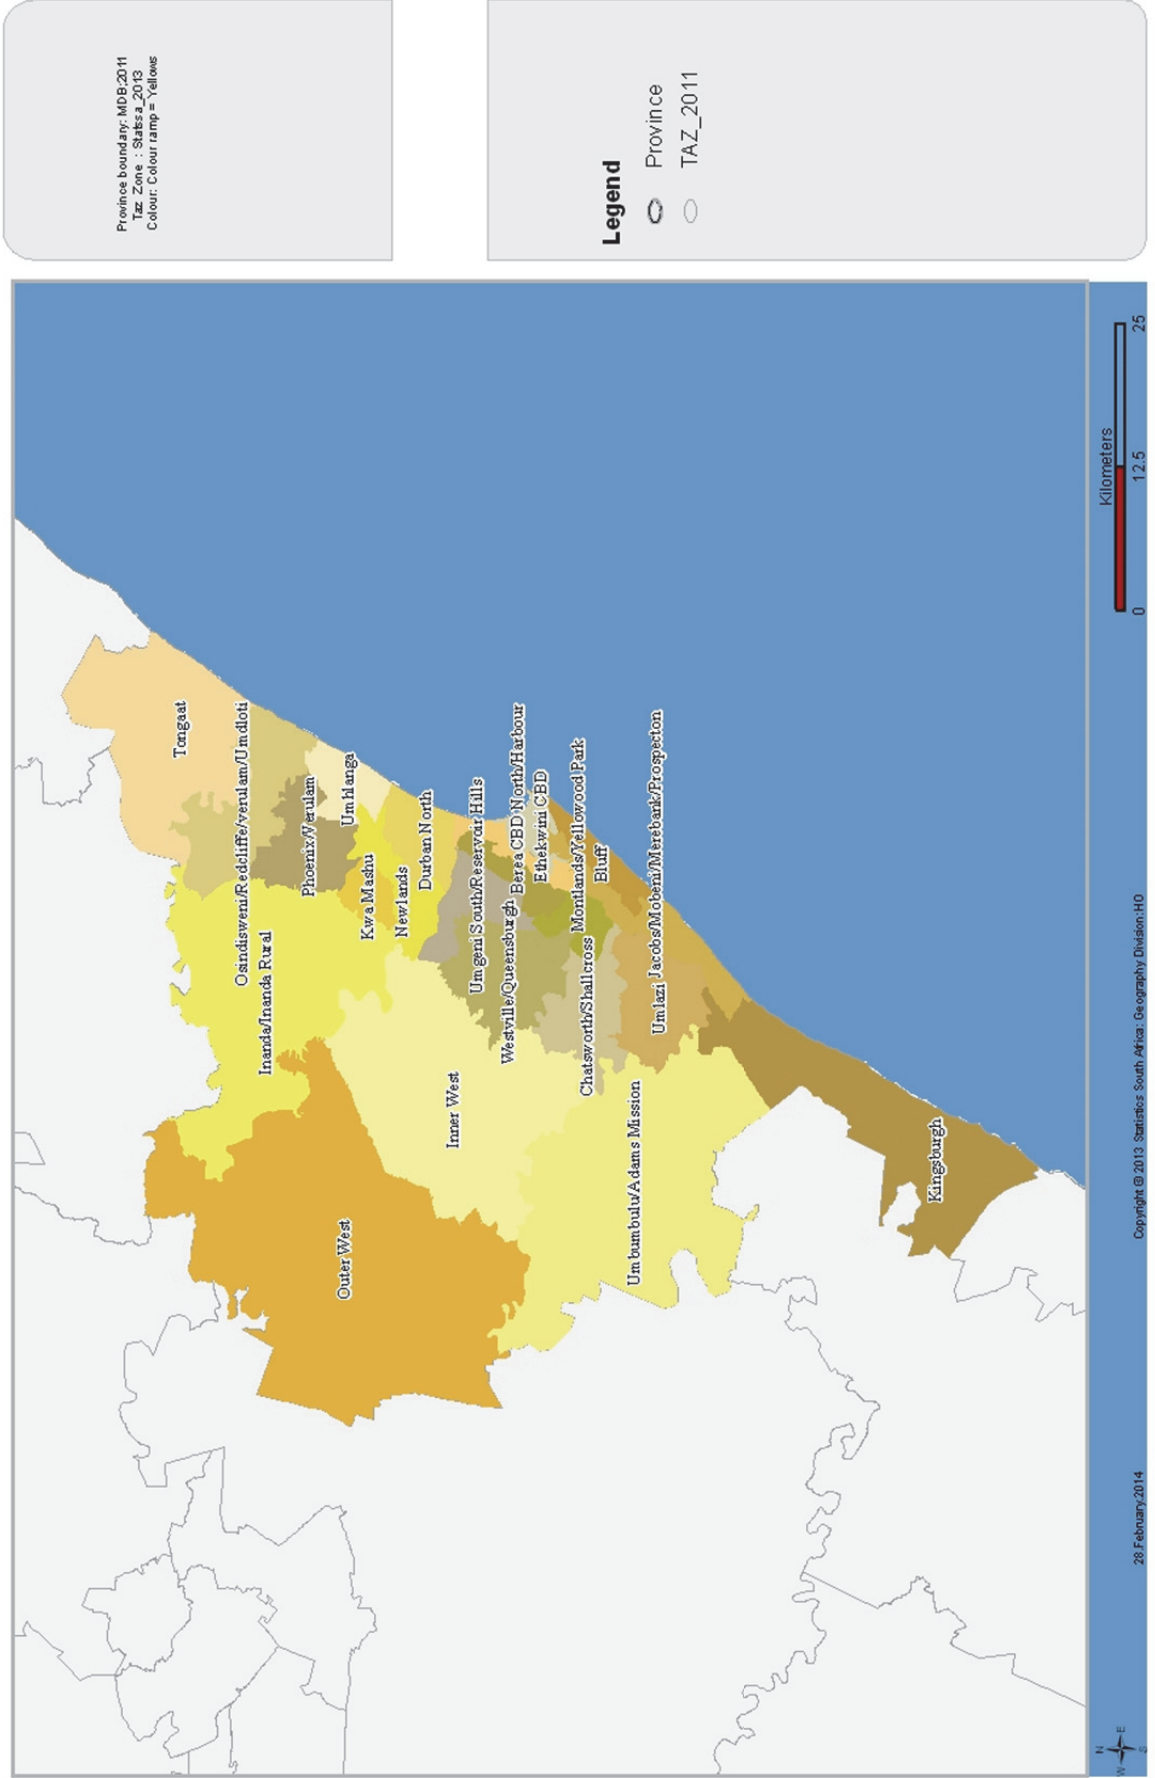 Province boundary: MDB;2011
Taz Zone : Statssa_2013
Colour: Colour ramp = Yellows
Legend
Province
TAZ_2011
Tongaat
Osindisweni/Redcliffe/verulam/Umdloti
Inanda/Inanda Rural
Phoenix/Verulam
Umhlanga
Outer West
Kwa Mashu
Newlands
Durban North
Inner West
Umgeni South/Reservoir Hills
Westville/Queensburgh
Berea CBD North/Harbour
Ethekwini CBD
Montlands/Yellowood Park
Chatsworth/Shallcross
Bluff
Umbumbulu/Adams Mission
Jacobs/Mobeni/Merebank/Prospecton
Umlazi
Kingsburgh
Kilometers
0 12.5 25
N
W E
S
28.February.2014
Copyright @ 2013 Statistics South Africa: Geography Division:HO